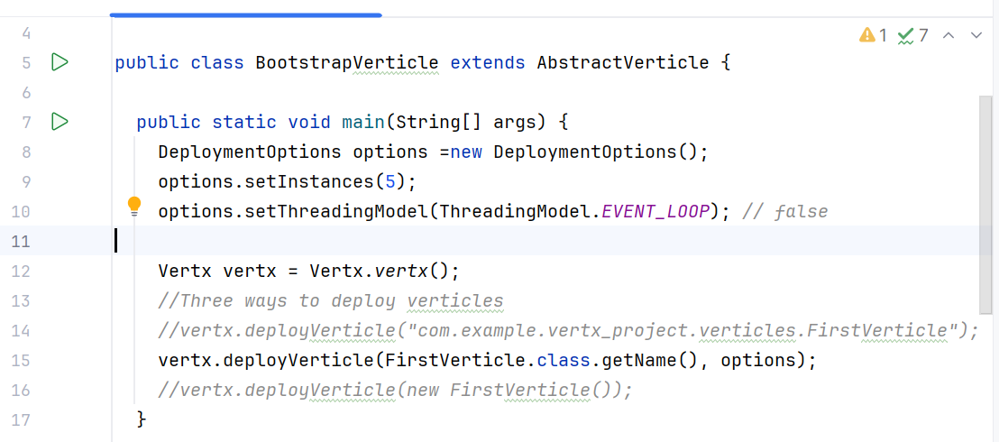 1 7
4
5 public class BootstrapVerticle extends AbstractVerticle {
6
7 public static void main(String[] args) {
8 DeploymentOptions options =new DeploymentOptions();
9 options.setInstances(5);
10 options.setThreadingModel(ThreadingModel.EVENT_LOOP); // false
11
12 Vertx vertx = Vertx.vertx();
13 //Three ways to deploy verticles
14 //vertx.deployVerticle("com.example.vertx_project.verticles.FirstVerticle");
15 vertx.deployVerticle(FirstVerticle.class.getName(), options);
16 //vertx.deployVerticle(new FirstVerticle());
17 }